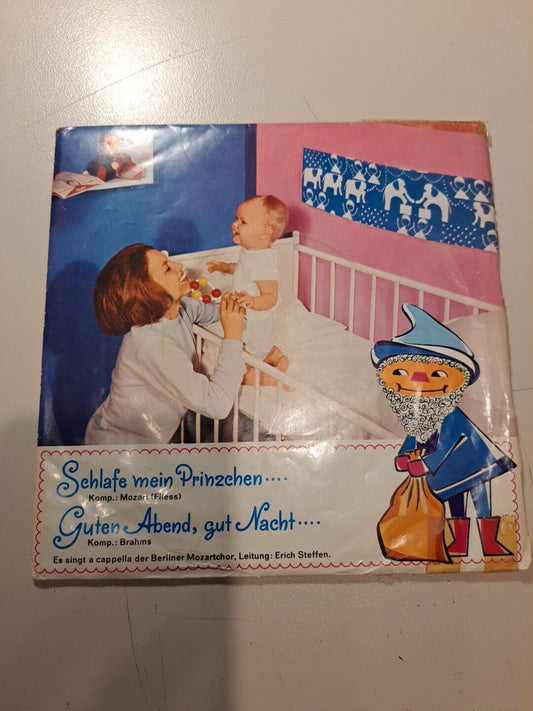 Schlafe mein Prinzchen....
Komp.: Mozart (Fliess)
Guten Abend, gut Nacht....
Komp.: Brahms
Es singt a cappella der Berliner Mozartchor, Leitung: Erich Steffen.